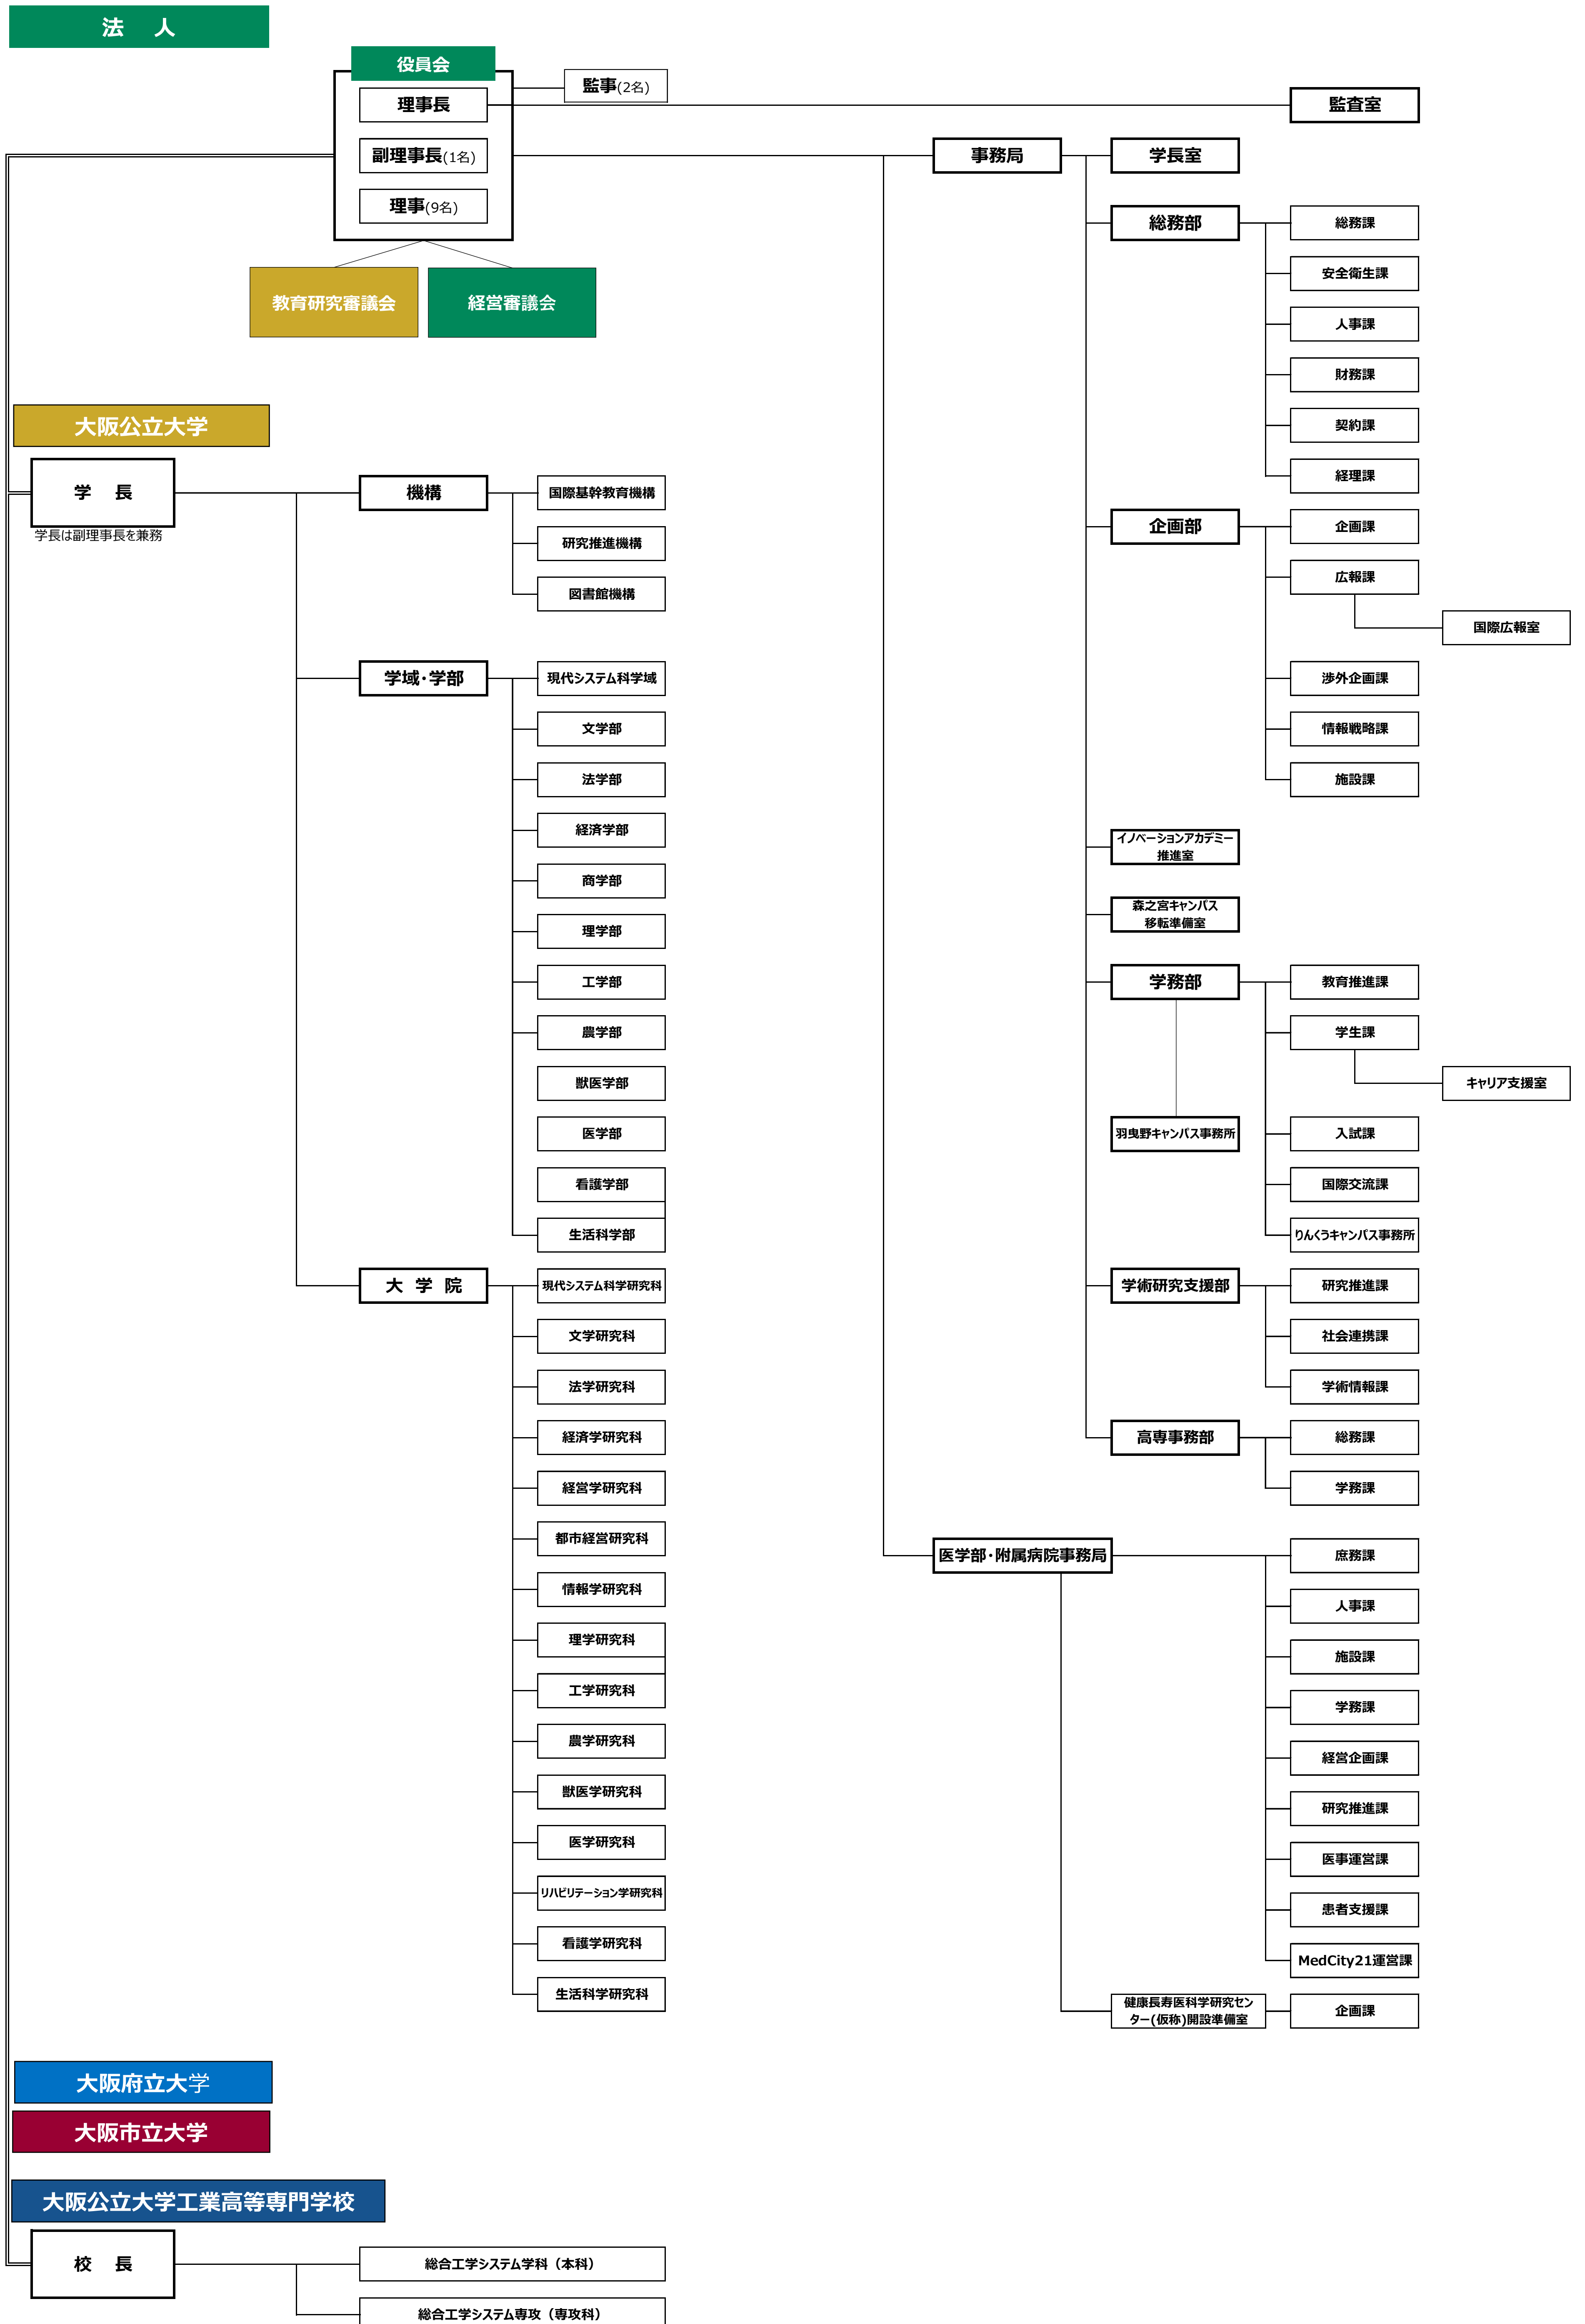 法 人
役員会
理事長
副理事長(1名)
理事(9名)
監事(2名)
監査室
教育研究審議会
経営審議会
事務局
学長室
総務部
総務課
安全衛生課
人事課
財務課
契約課
経理課
企画部
企画課
広報課
国際広報室
渉外企画課
情報戦略課
施設課
イノベーションアカデミー
推進室
森之宮キャンパス
移転準備室
学務部
教育推進課
学生課
キャリア支援室
羽曳野キャンパス事務所
入試課
国際交流課
りんくうキャンパス事務所
学術研究支援部
研究推進課
社会連携課
学術情報課
高専事務部
総務課
学務課
医学部・附属病院事務局
庶務課
人事課
施設課
学務課
経営企画課
研究推進課
医事運営課
患者支援課
MedCity21運営課
健康長寿医科学研究セン
ター(仮称)開設準備室
企画課
大阪公立大学
学 長
学長は副理事長を兼務
機構
国際基幹教育機構
研究推進機構
図書館機構
学域・学部
現代システム科学域
文学部
法学部
経済学部
商学部
理学部
工学部
農学部
獣医学部
医学部
看護学部
生活科学部
大 学 院
現代システム科学研究科
文学研究科
法学研究科
経済学研究科
経営学研究科
都市経営研究科
情報学研究科
理学研究科
工学研究科
農学研究科
獣医学研究科
医学研究科
リハビリテーション学研究科
看護学研究科
生活科学研究科
大阪府立大学
大阪市立大学
大阪公立大学工業高等専門学校
校 長
総合工学システム学科（本科）
総合工学システム専攻（専攻科）